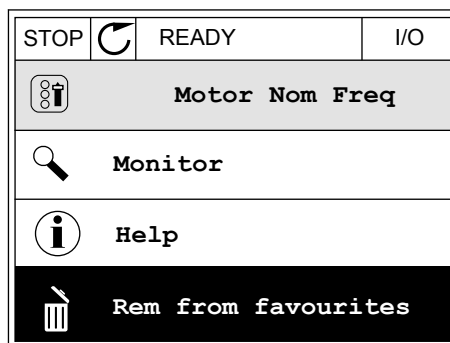 STOP READY I/O
Motor Nom Freq
Monitor
Help
Rem from favourites